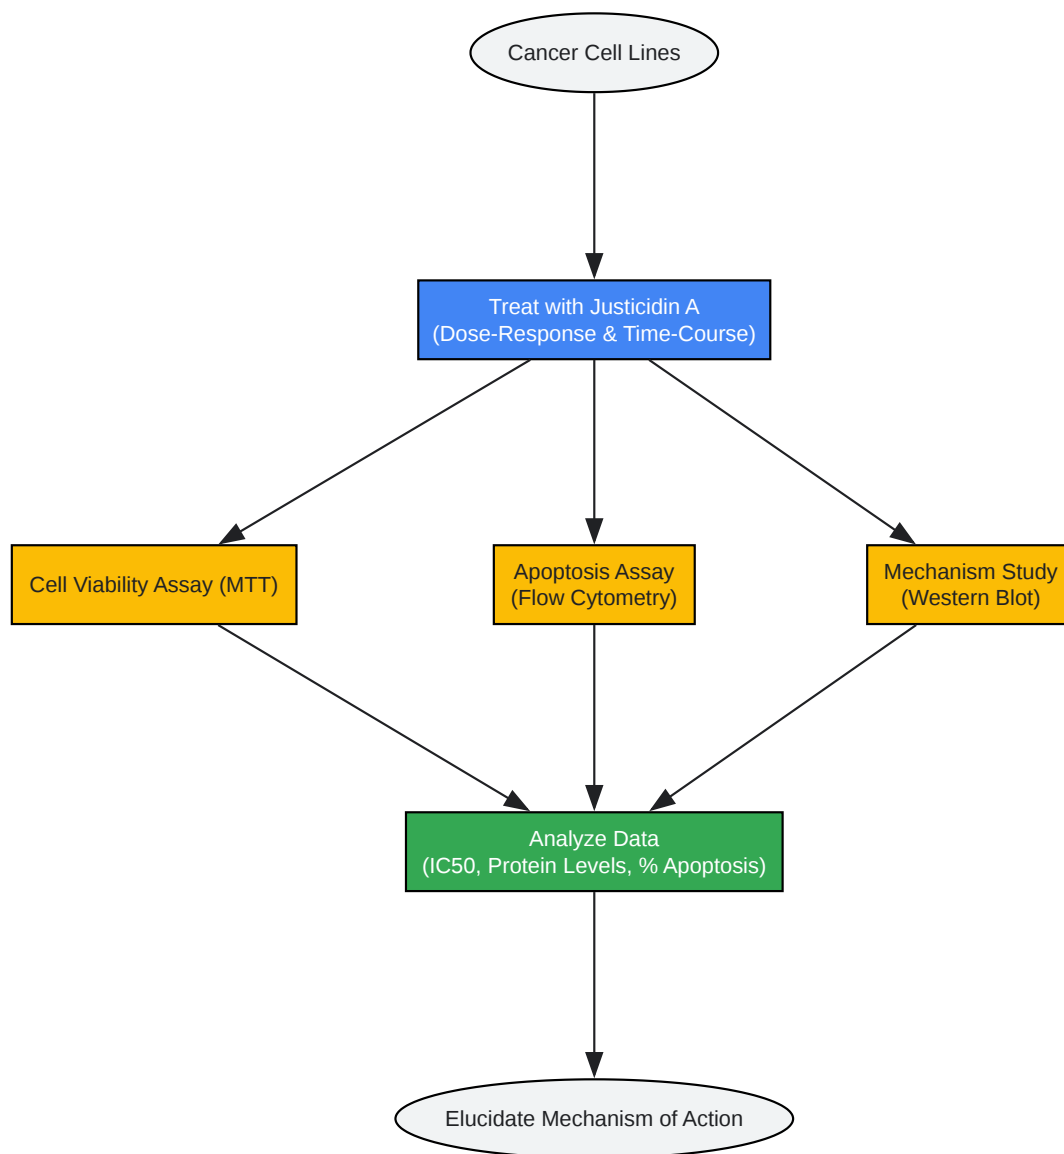 Cancer Cell Lines
Treat with Justicidin A
(Dose-Response & Time-Course)
Cell Viability Assay (MTT)
Apoptosis Assay
(Flow Cytometry)
Mechanism Study
(Western Blot)
Analyze Data
(IC50, Protein Levels, % Apoptosis)
Elucidate Mechanism of Action